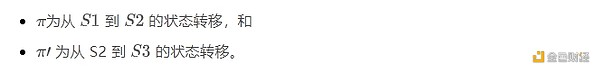 • π为从 S1 到 S2 的状态转移，和
• π′ 为从 S2 到 S3 的状态转移。
金色财经